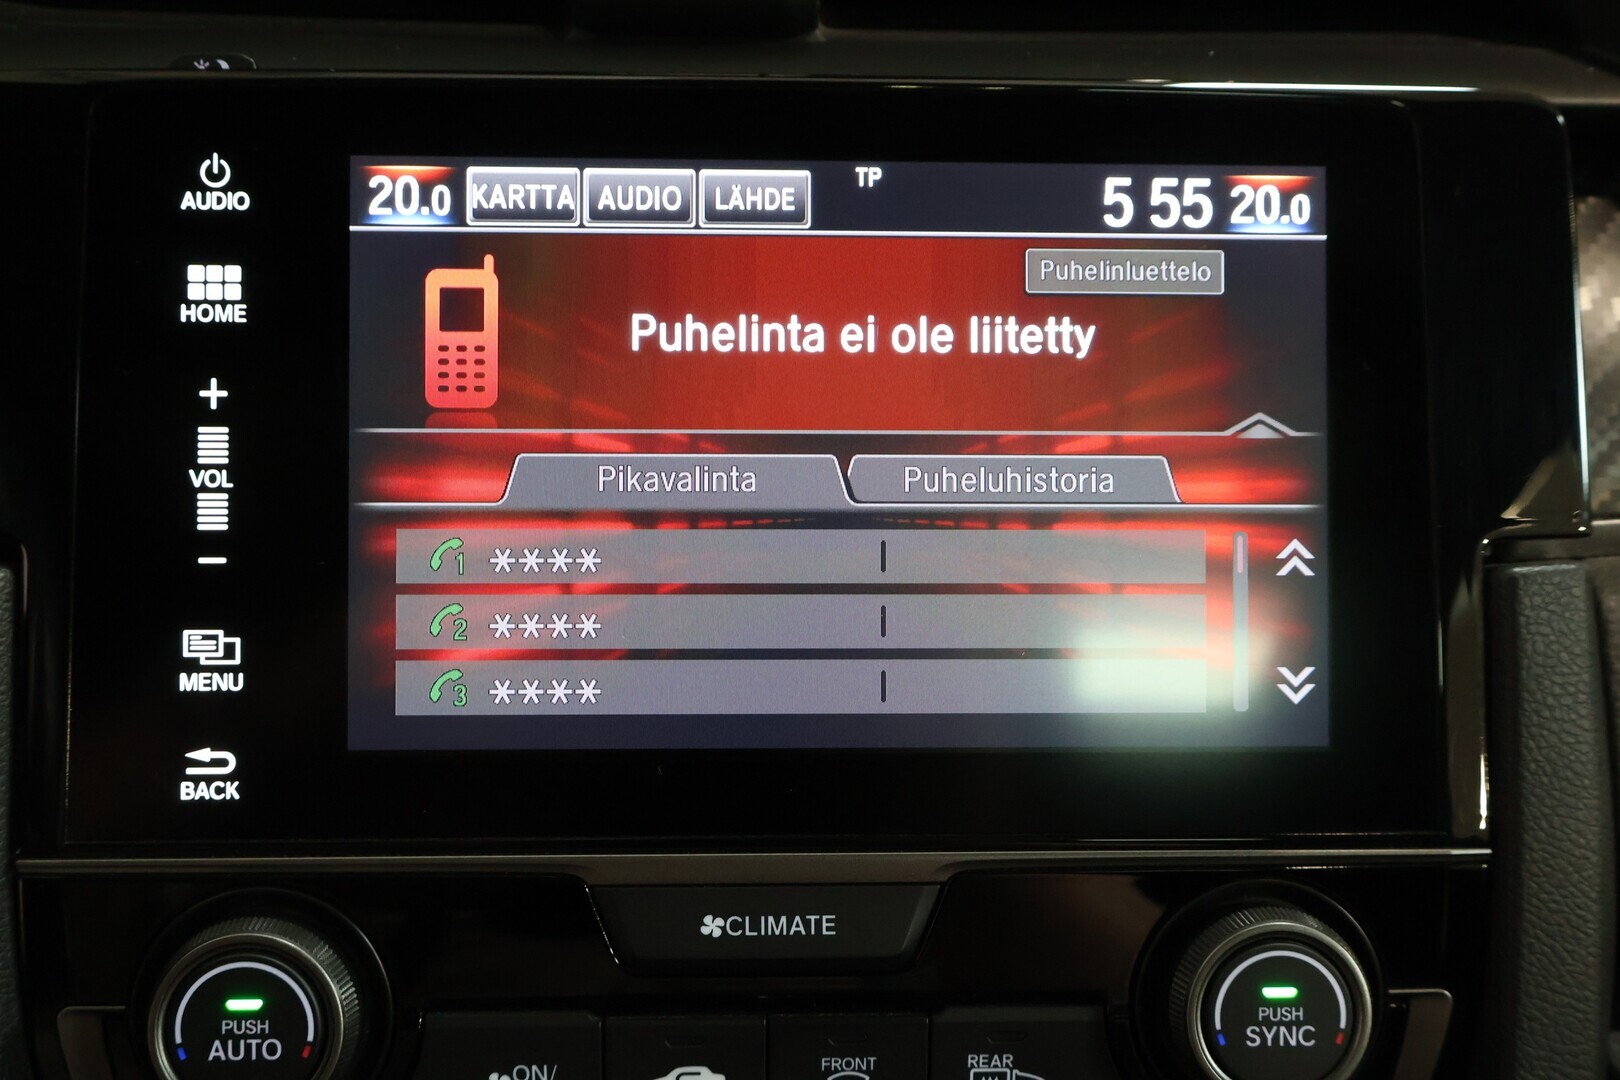 AUDIO
HOME
+
VOL
−
MENU
BACK
20.0 KARTTA AUDIO LÄHDE TP 5 55 20.0
Puhelinluettelo
Puhelinta ei ole liitetty
Pikavalinta Puheluhistoria
1 ****
2 ****
3 ****
CLIMATE
PUSH
AUTO
PUSH
SYNC
ON/
FRONT
REAR